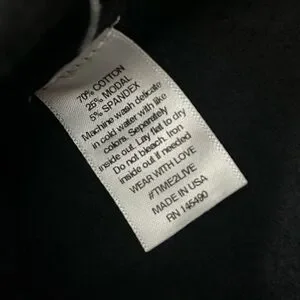 70% COTTON
25% MODAL
5% SPANDEX
Machine wash delicate
in cold water with like
colors. Separately
inside out. Lay flat to dry
Do not bleach. Iron
inside out if needed
WEAR WITH LOVE
#TIME2LIVE
MADE IN USA
RN 145490